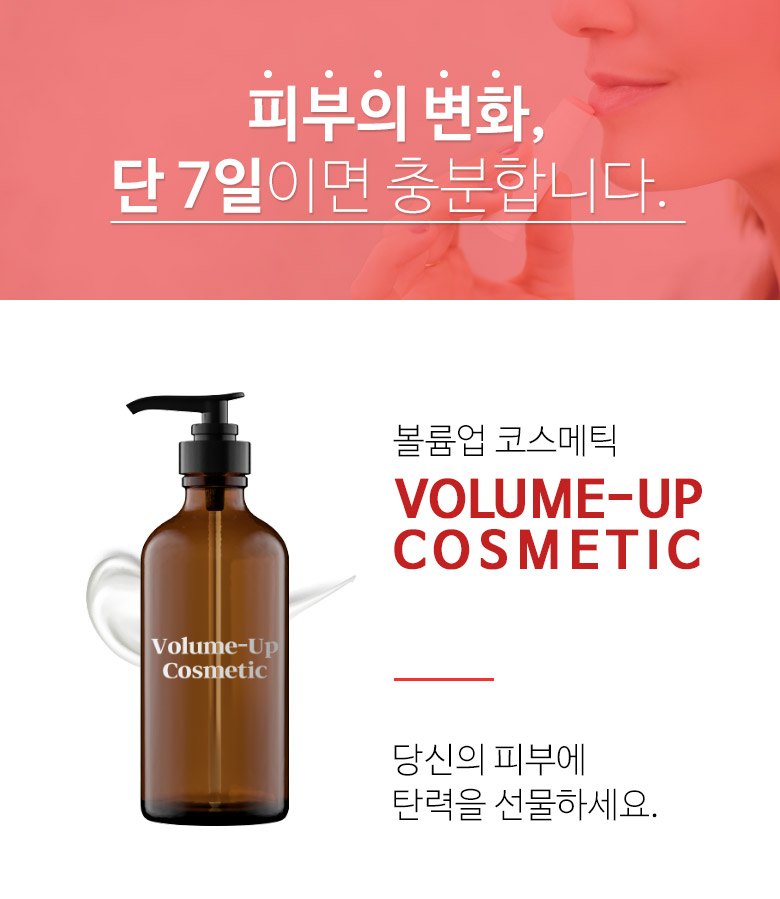 피부의 변화,
단 7일이면 충분합니다.
볼륨업 코스메틱
VOLUME-UP
COSMETIC
Volume-Up
Cosmetic
당신의 피부에
탄력을 선물하세요.